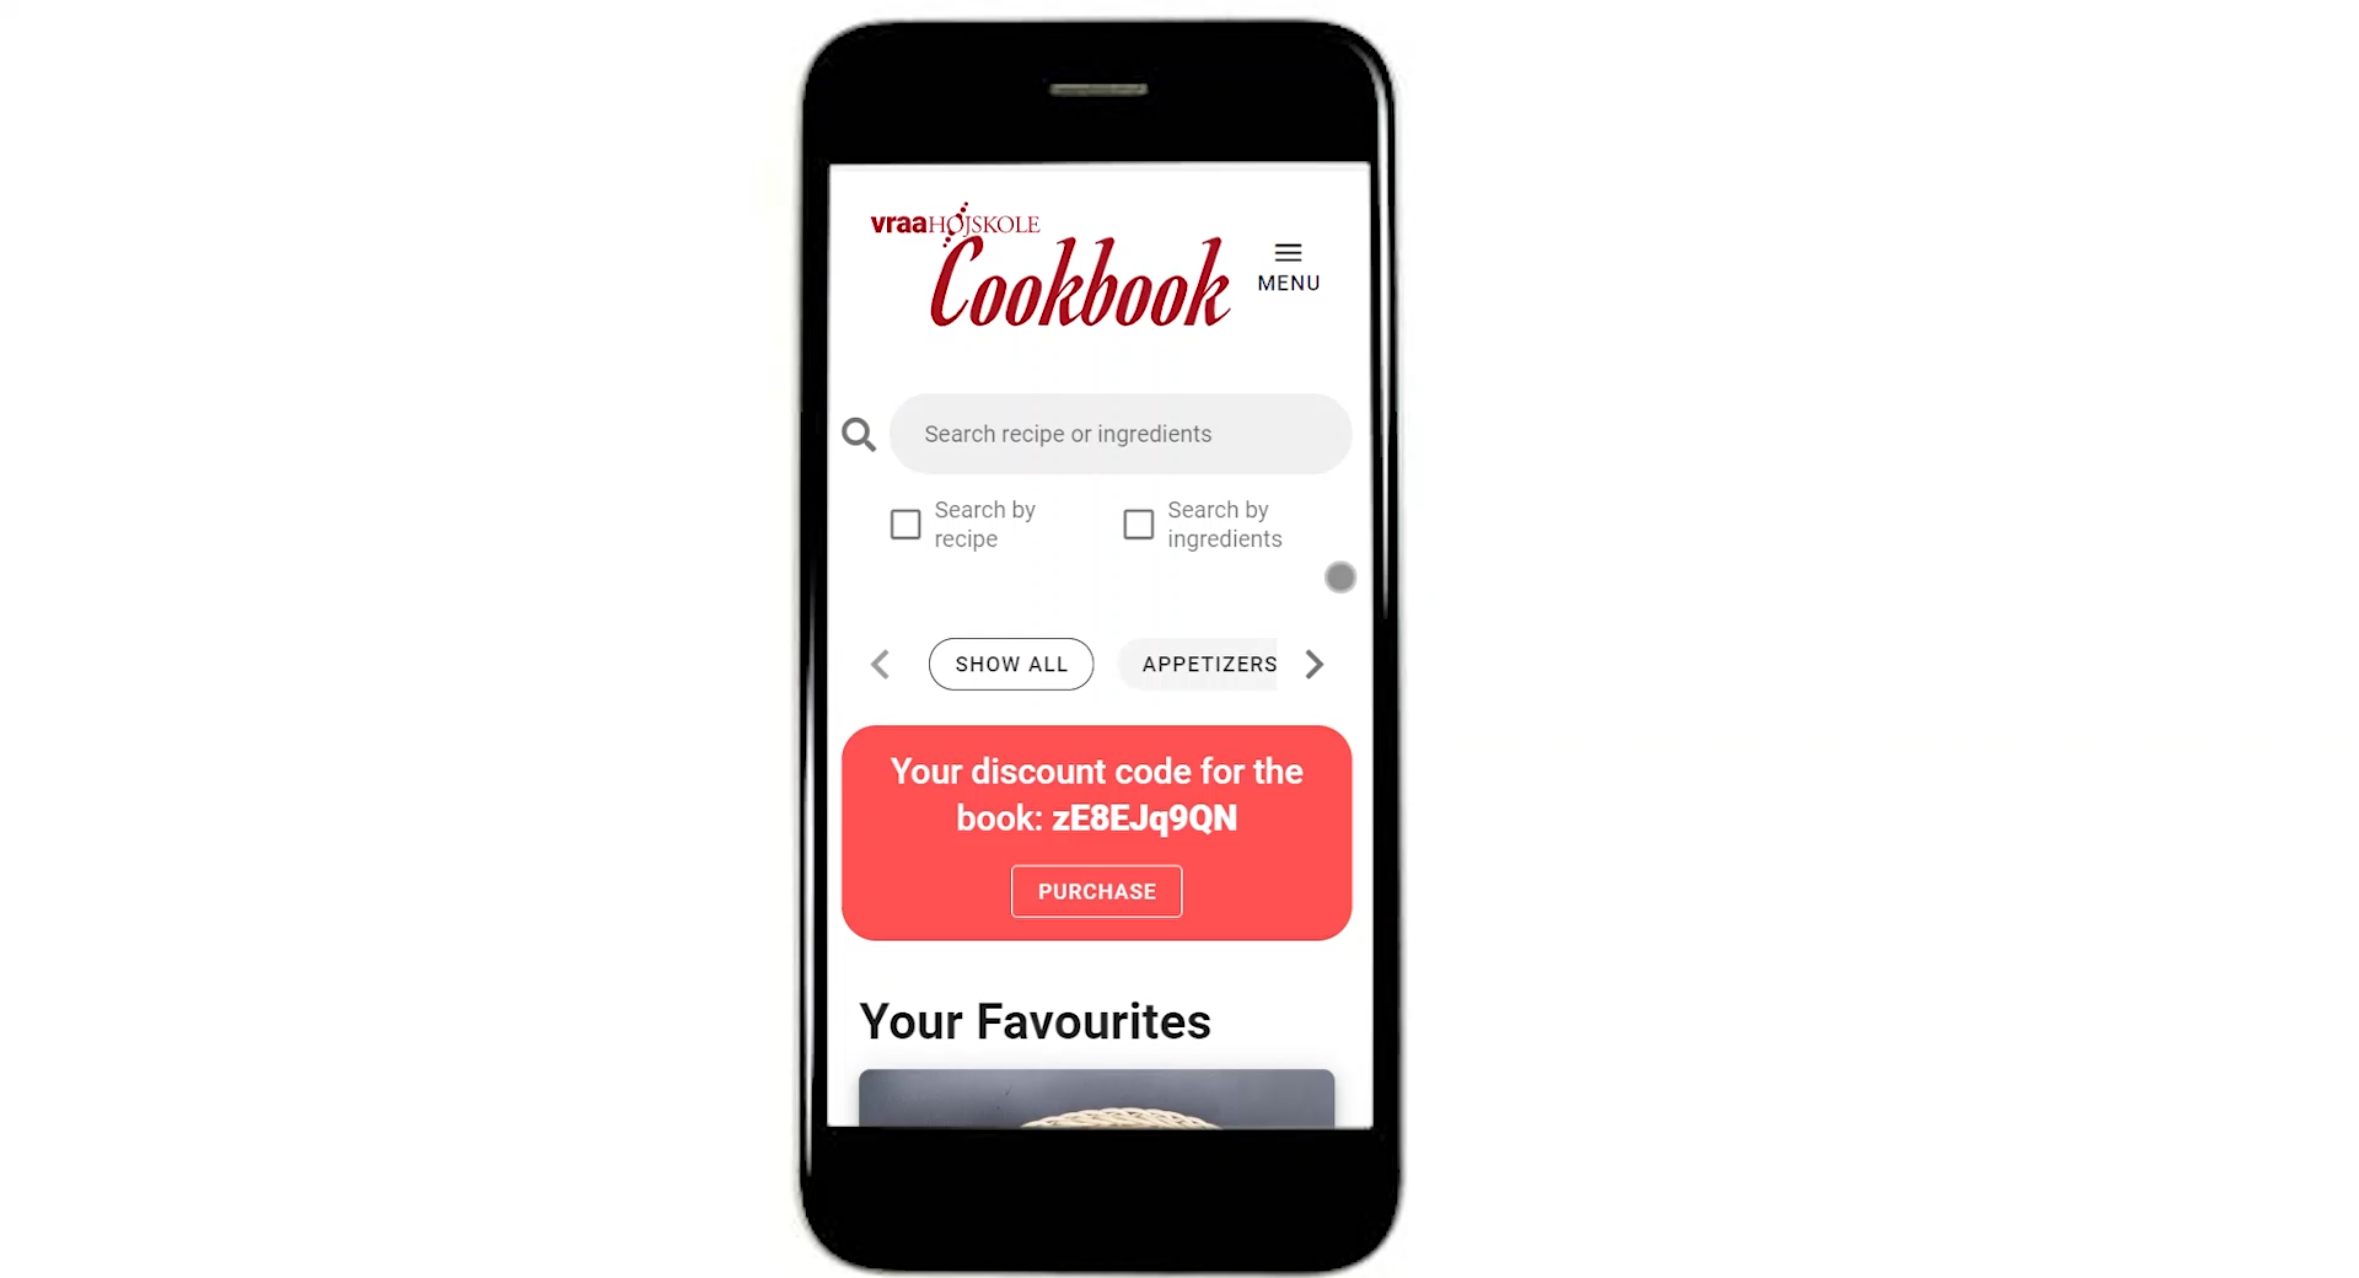 vraaHØJSKOLE
Cookbook
MENU
Search recipe or ingredients
Search by
recipe
Search by
ingredients
SHOW ALL
APPETIZERS
Your discount code for the
book: zE8EJq9QN
PURCHASE
Your Favourites